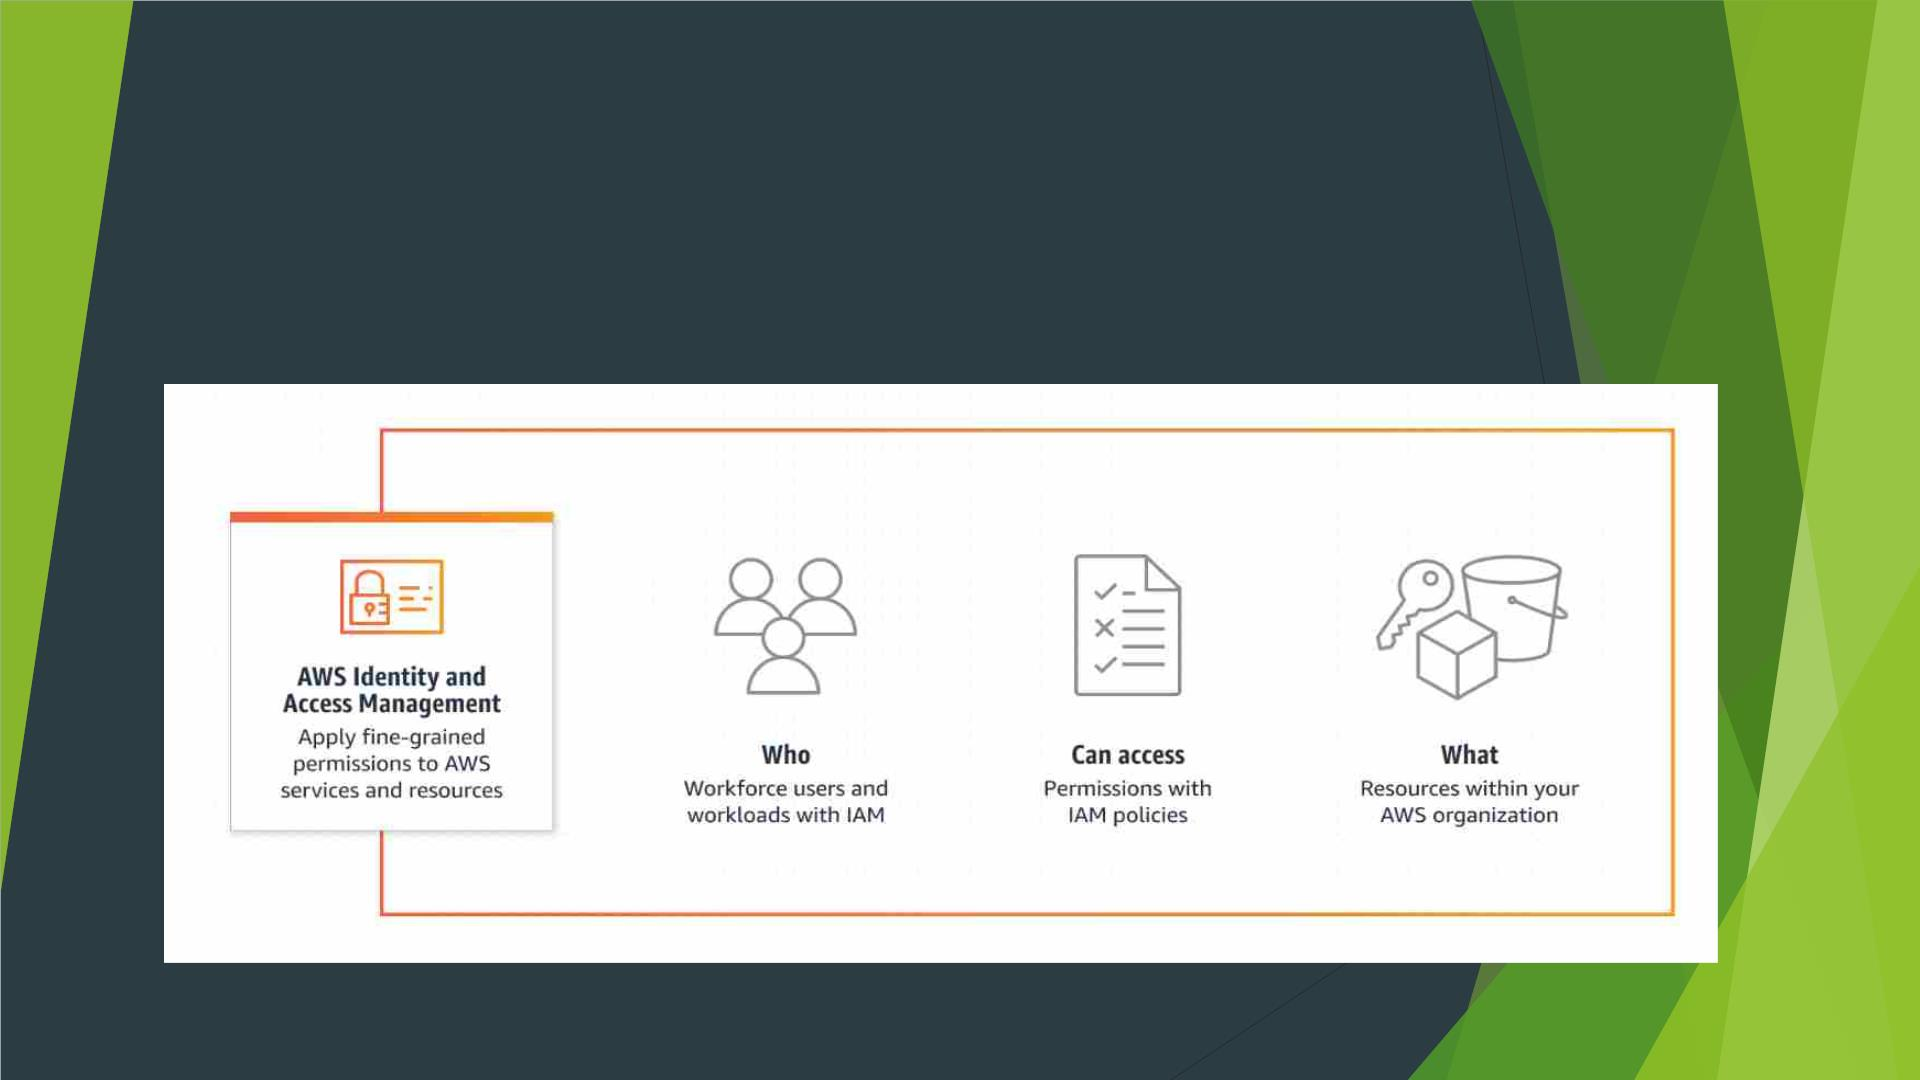 AWS Identity and
Access Management
Apply fine-grained
permissions to AWS
services and resources
Who
Workforce users and
workloads with IAM
Can access
Permissions with
IAM policies
What
Resources within your
AWS organization